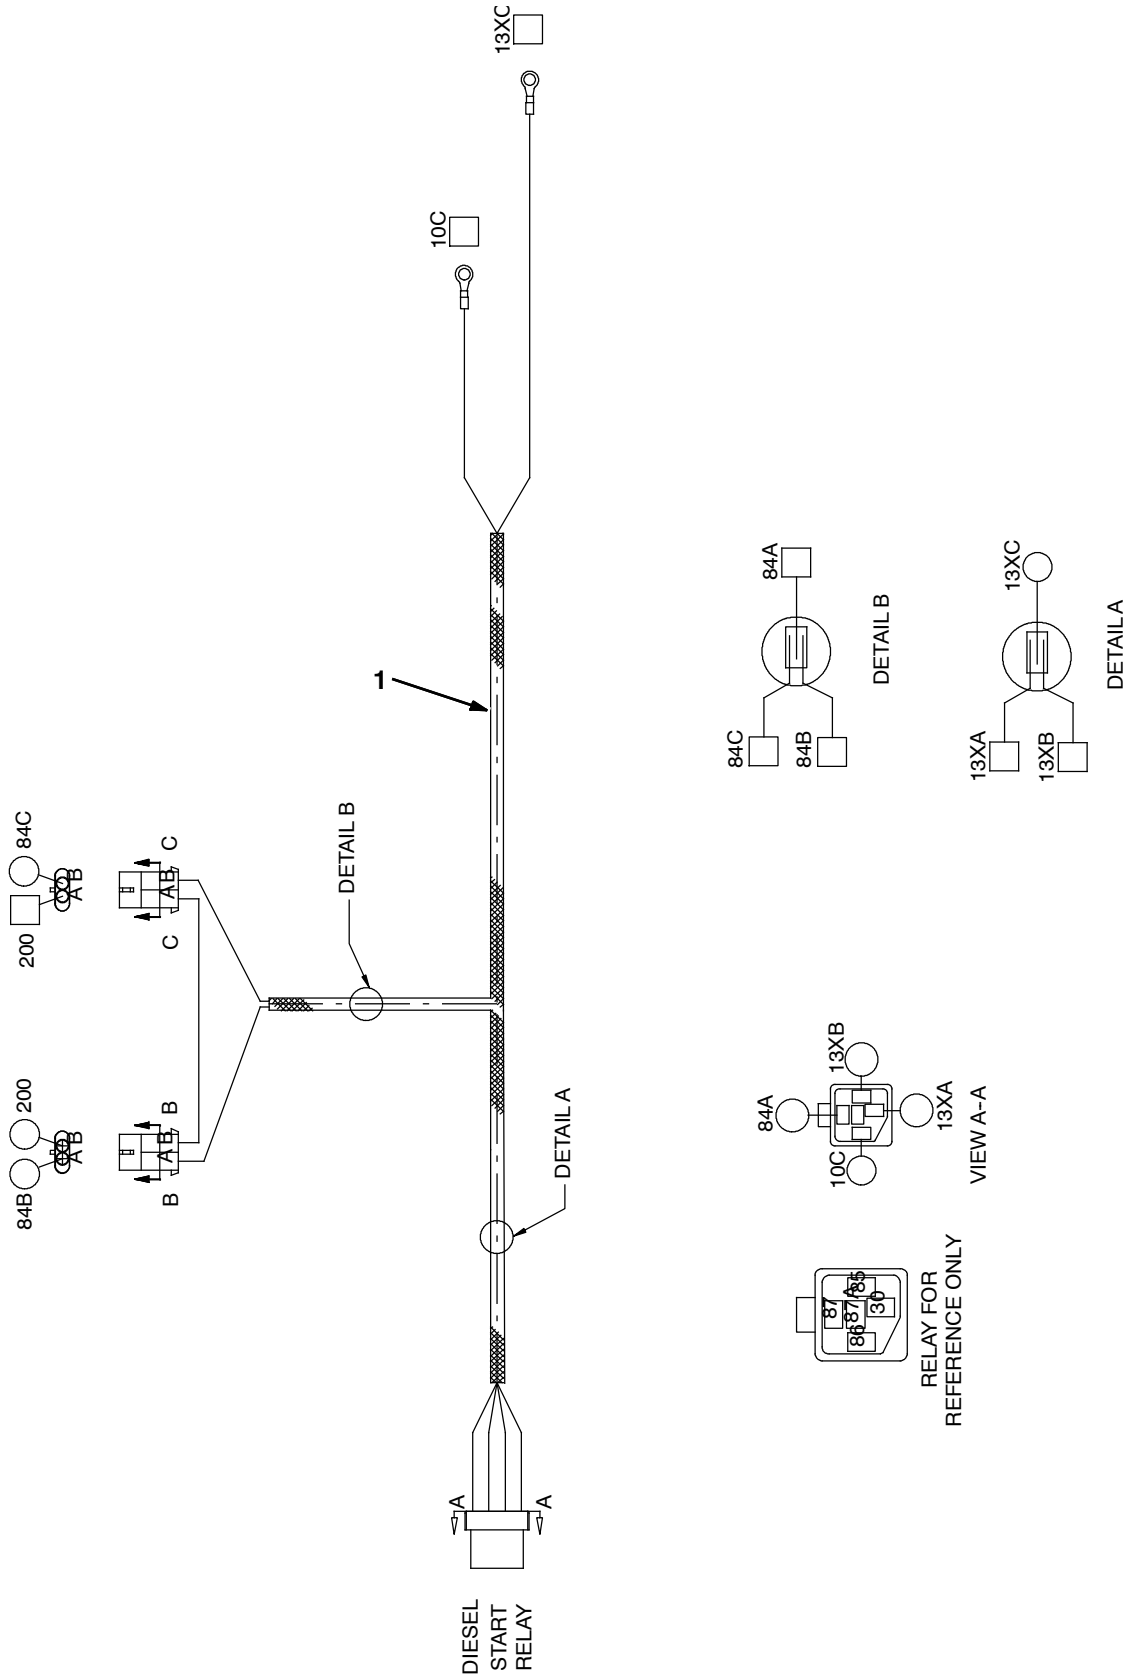 13XC
10C
1
84C
200
A B
C
A B
C
DETAIL B
200
84B
A B
B
A B
B
DETAIL A
A
A
DIESEL
START
RELAY
84A
84C
84B
DETAIL B
13XC
13XA
13XB
DETAIL A
84A
13XB
10C
13XA
VIEW A-A
87
87A
85
86
30
RELAY FOR
REFERENCE ONLY